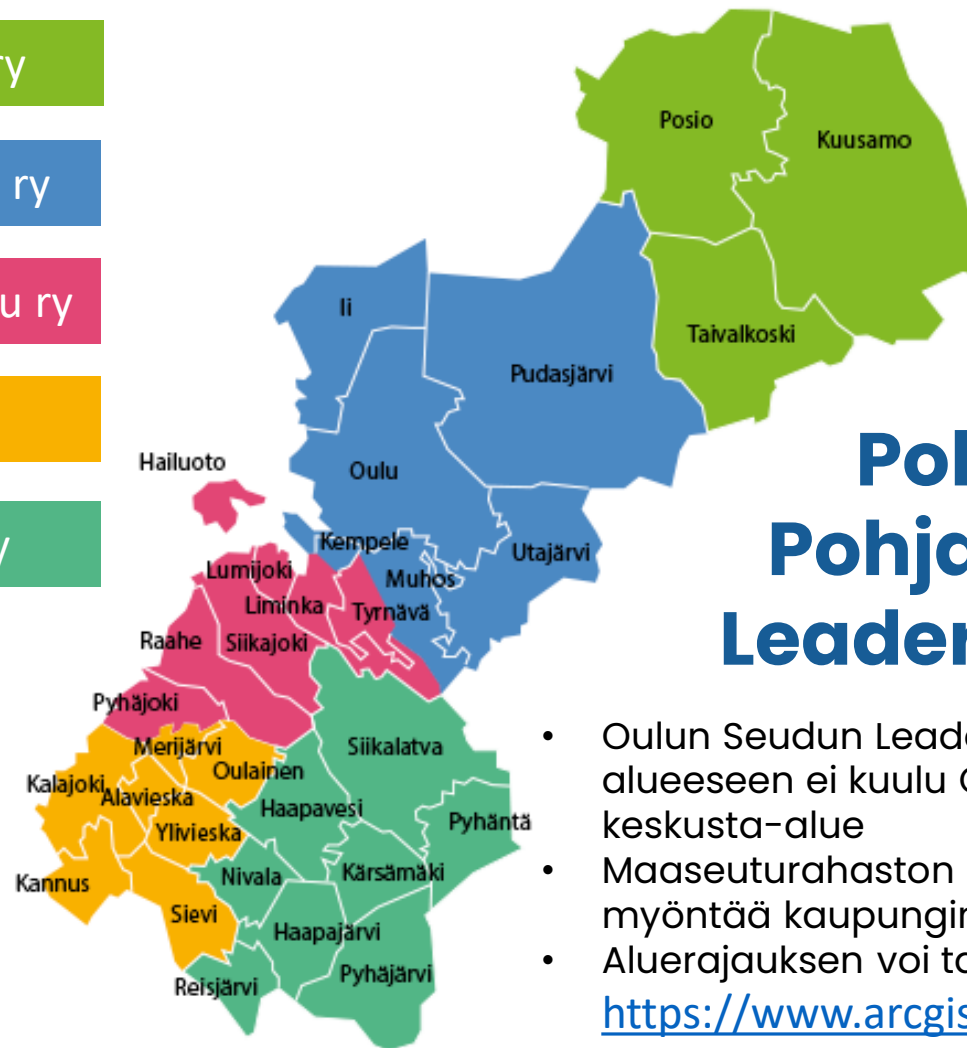 ry
ry
u ry
y
Posio
Kuusamo
Ii
Taivalkoski
Pudasjärvi
Hailuoto
Oulu
Kempele
Utajärvi
Lumijoki
Muhos
Liminka
Tyrnävä
Raahe
Siikajoki
Pyhäjoki
Merijärvi
Siikalatva
Oulainen
Kalajoki
Alavieska
Haapavesi
Pyhäntä
Ylivieska
Nivala
Kärsämäki
Kannus
Sievi
Haapajärvi
Pyhäjärvi
Reisjärvi
Poh
Pohja
Leader
• Oulun Seudun Leade
alueeseen ei kuulu O
keskusta-alue
• Maaseuturahaston
myöntää kaupungin
• Aluerajauksen voi ta
https://www.arcgis